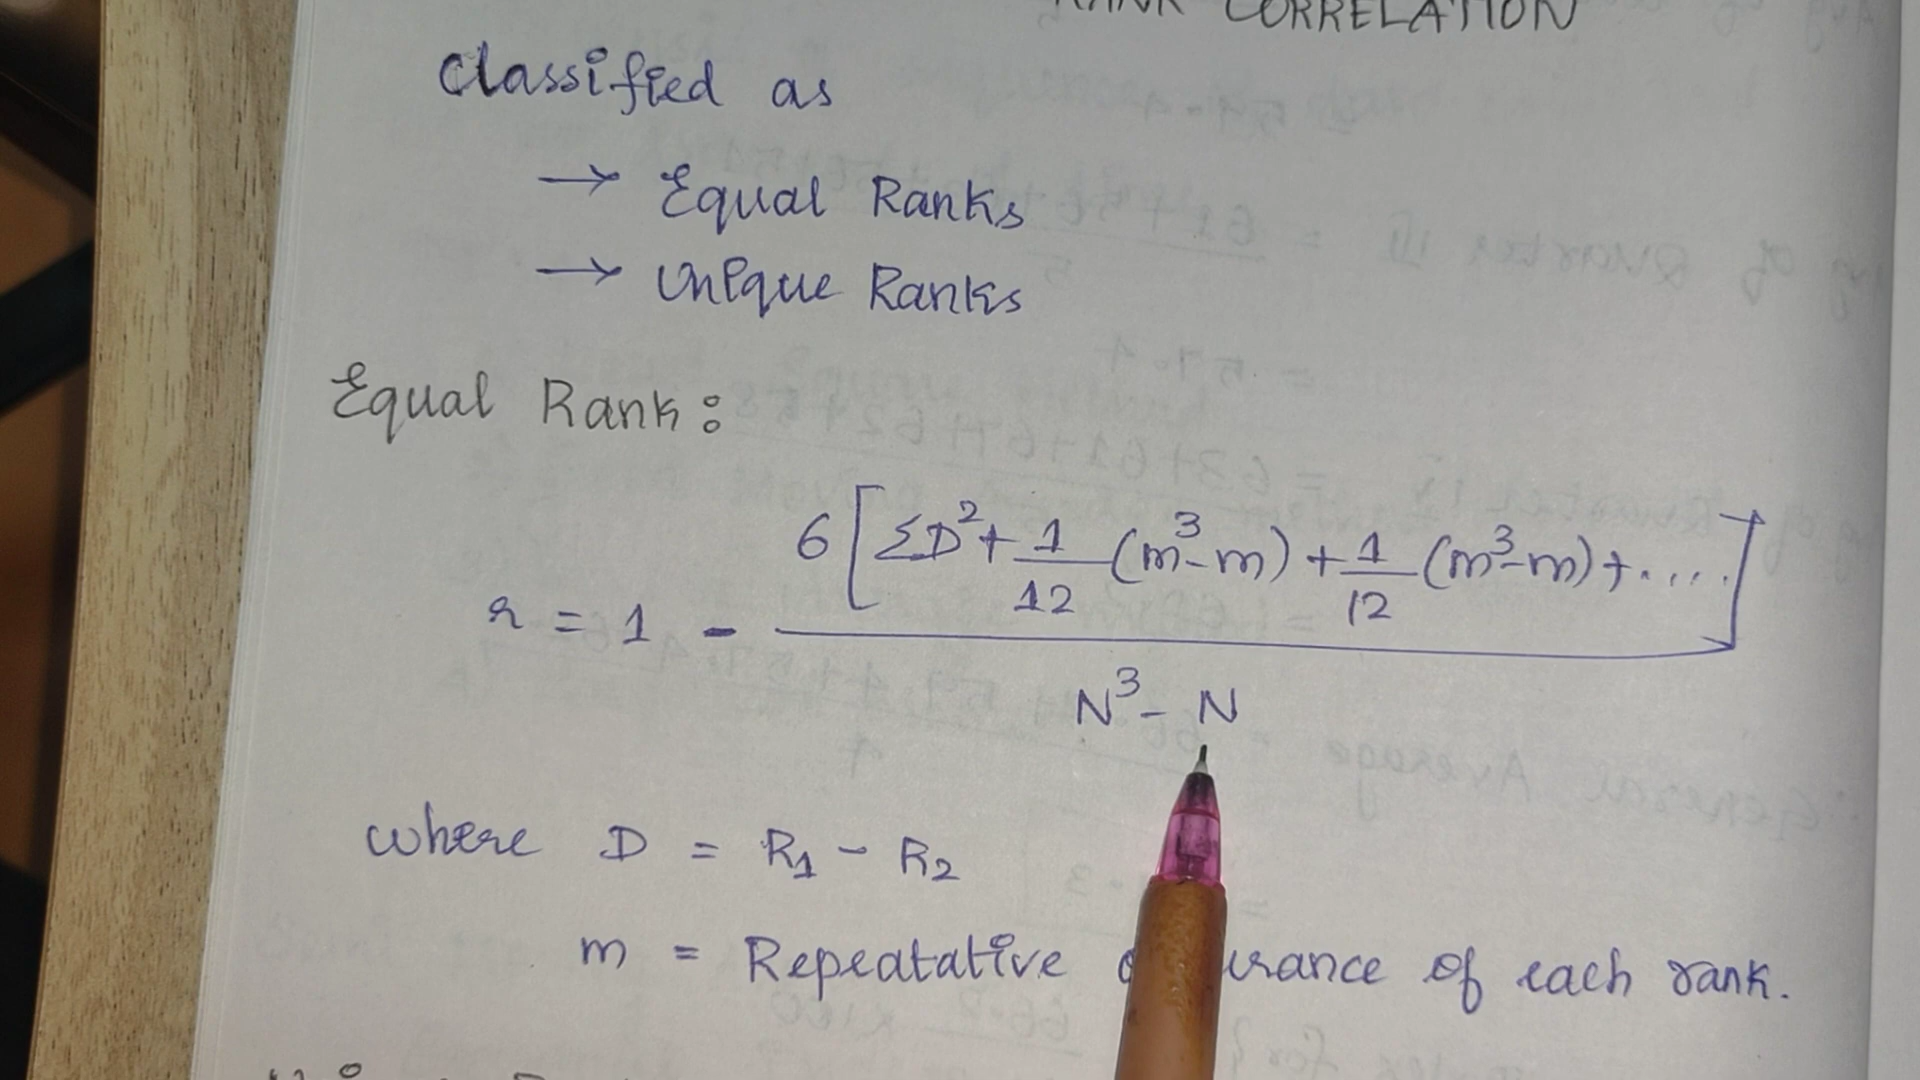 RANK CORRELATION
Classified as
→ Equal Ranks
→ Unique Ranks
Equal Rank:
r = 1 - 6[ΣD²+1/12(m³-m)+1/12(m³-m)+....] / N³-N
where D = R₁ - R₂
m = Repeatative of each rank.